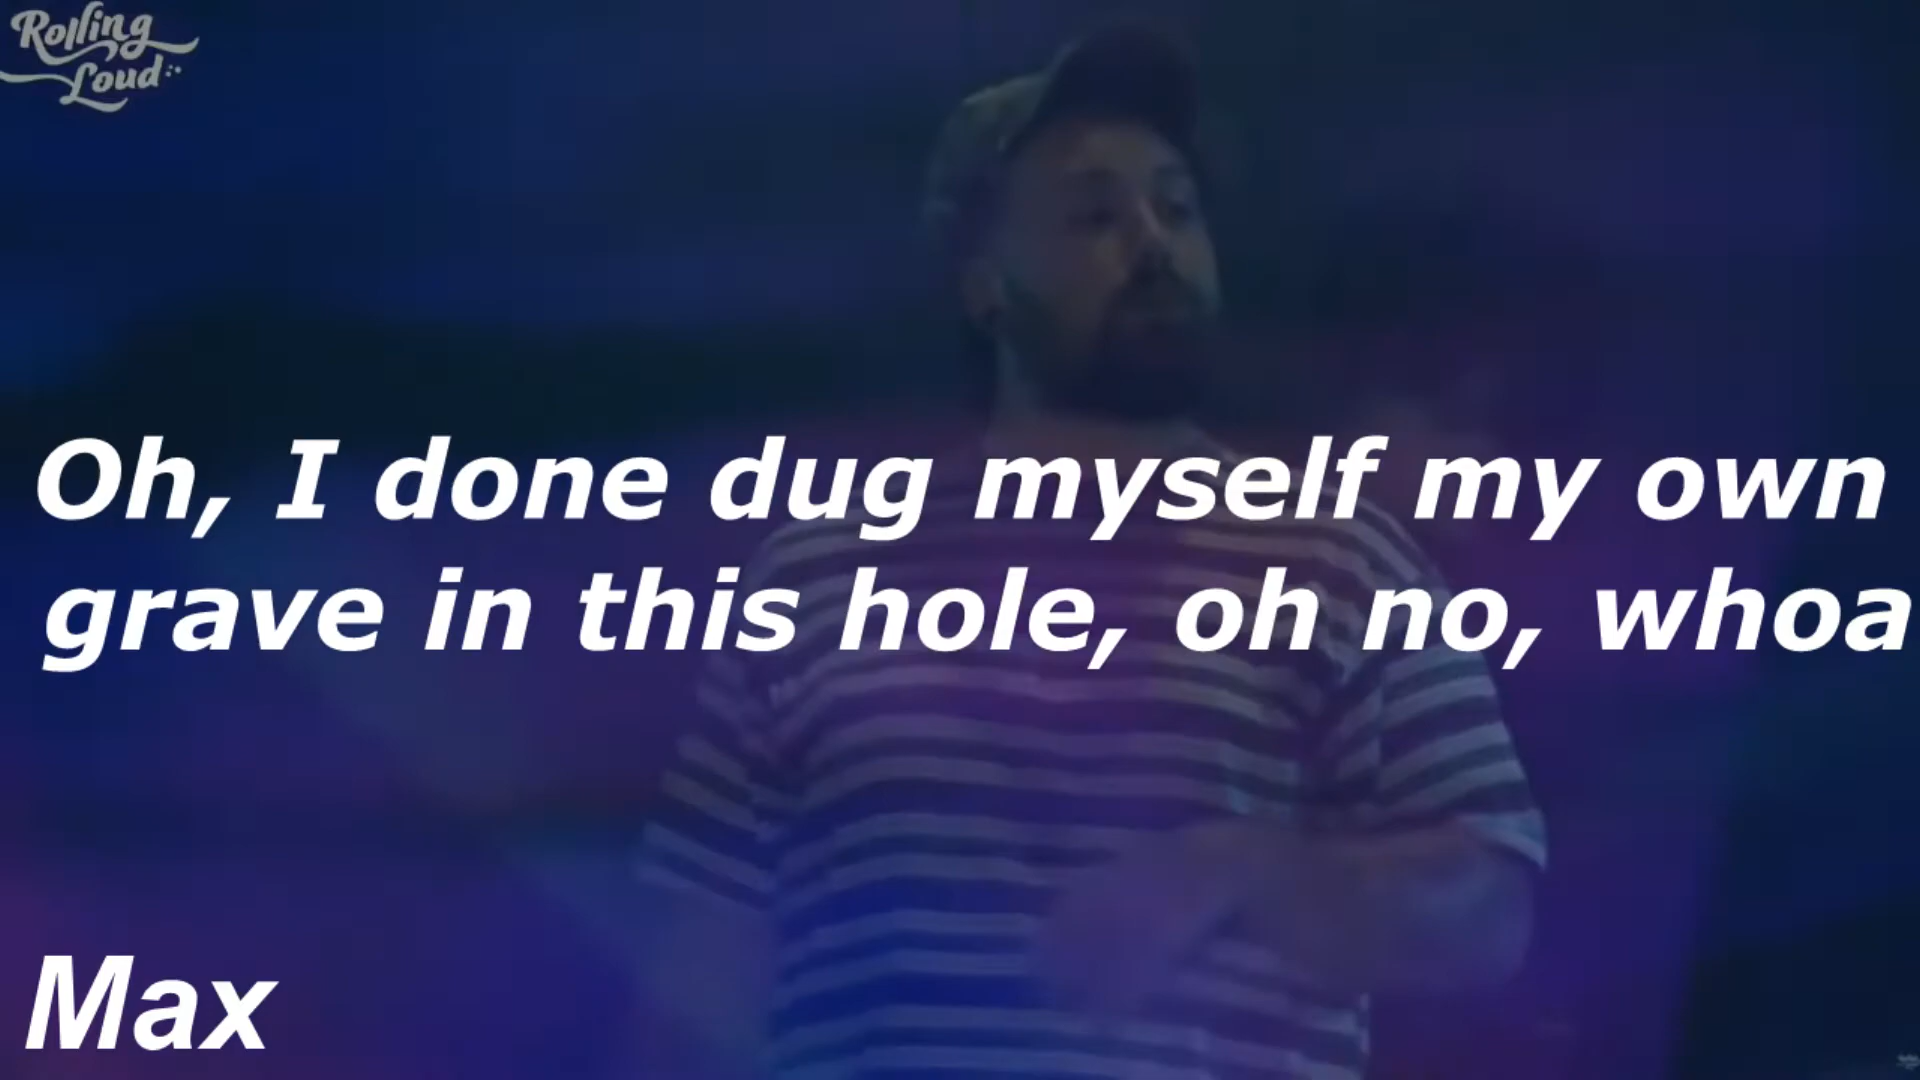 Rolling
Loud
Oh, I done dug myself my own
grave in this hole, oh no, whoa
Max